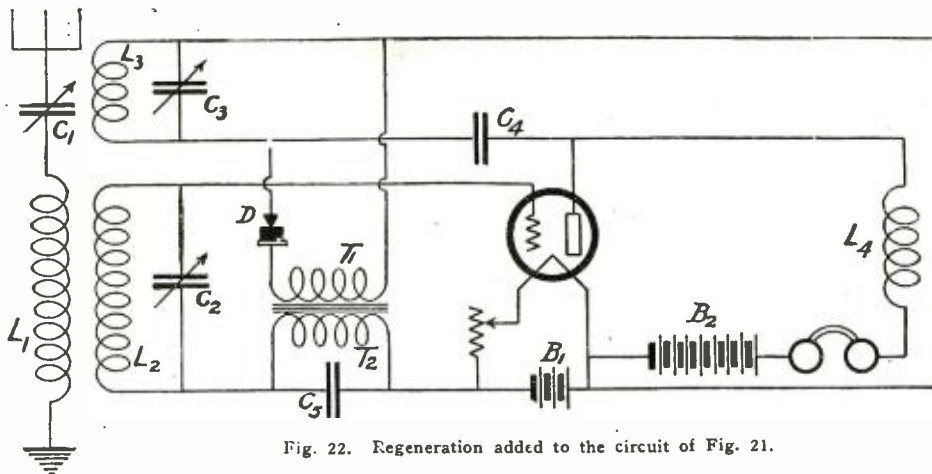 L3
C3
C1
C4
D
T1
L4
C2
L1
B2
L2
T2
B1
C5
Fig. 22. Regeneration added to the circuit of Fig. 21.